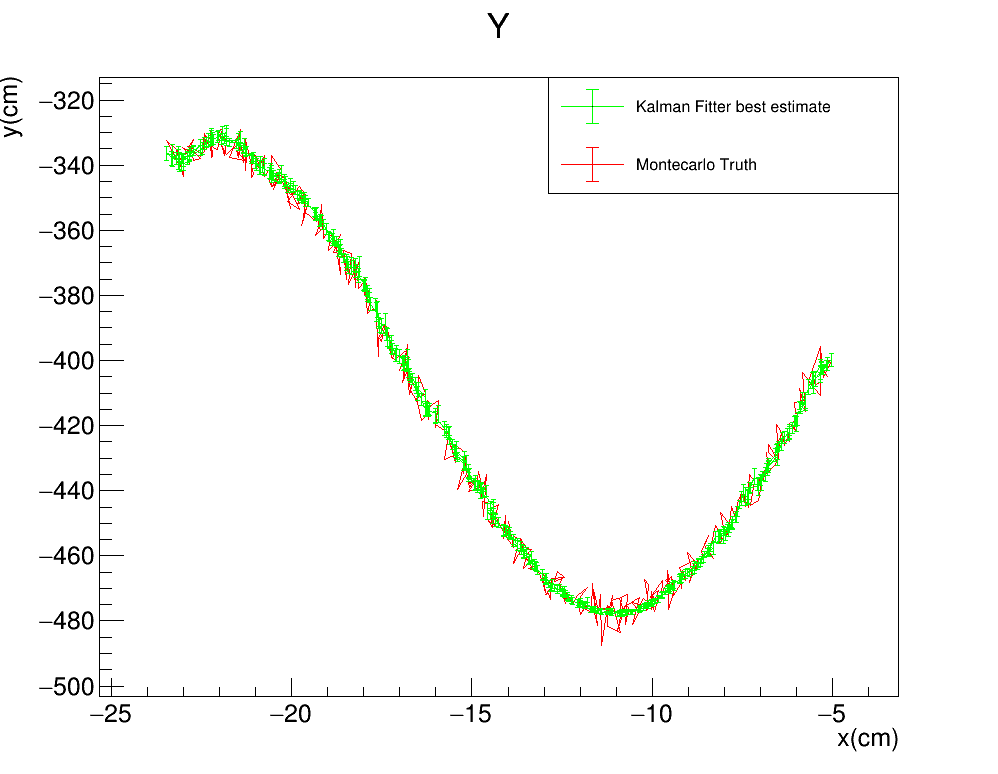 Y
y(cm)
Kalman Fitter best estimate
Montecarlo Truth
−320
−340
−360
−380
−400
−420
−440
−460
−480
−500
−25 −20 −15 −10 −5
x(cm)